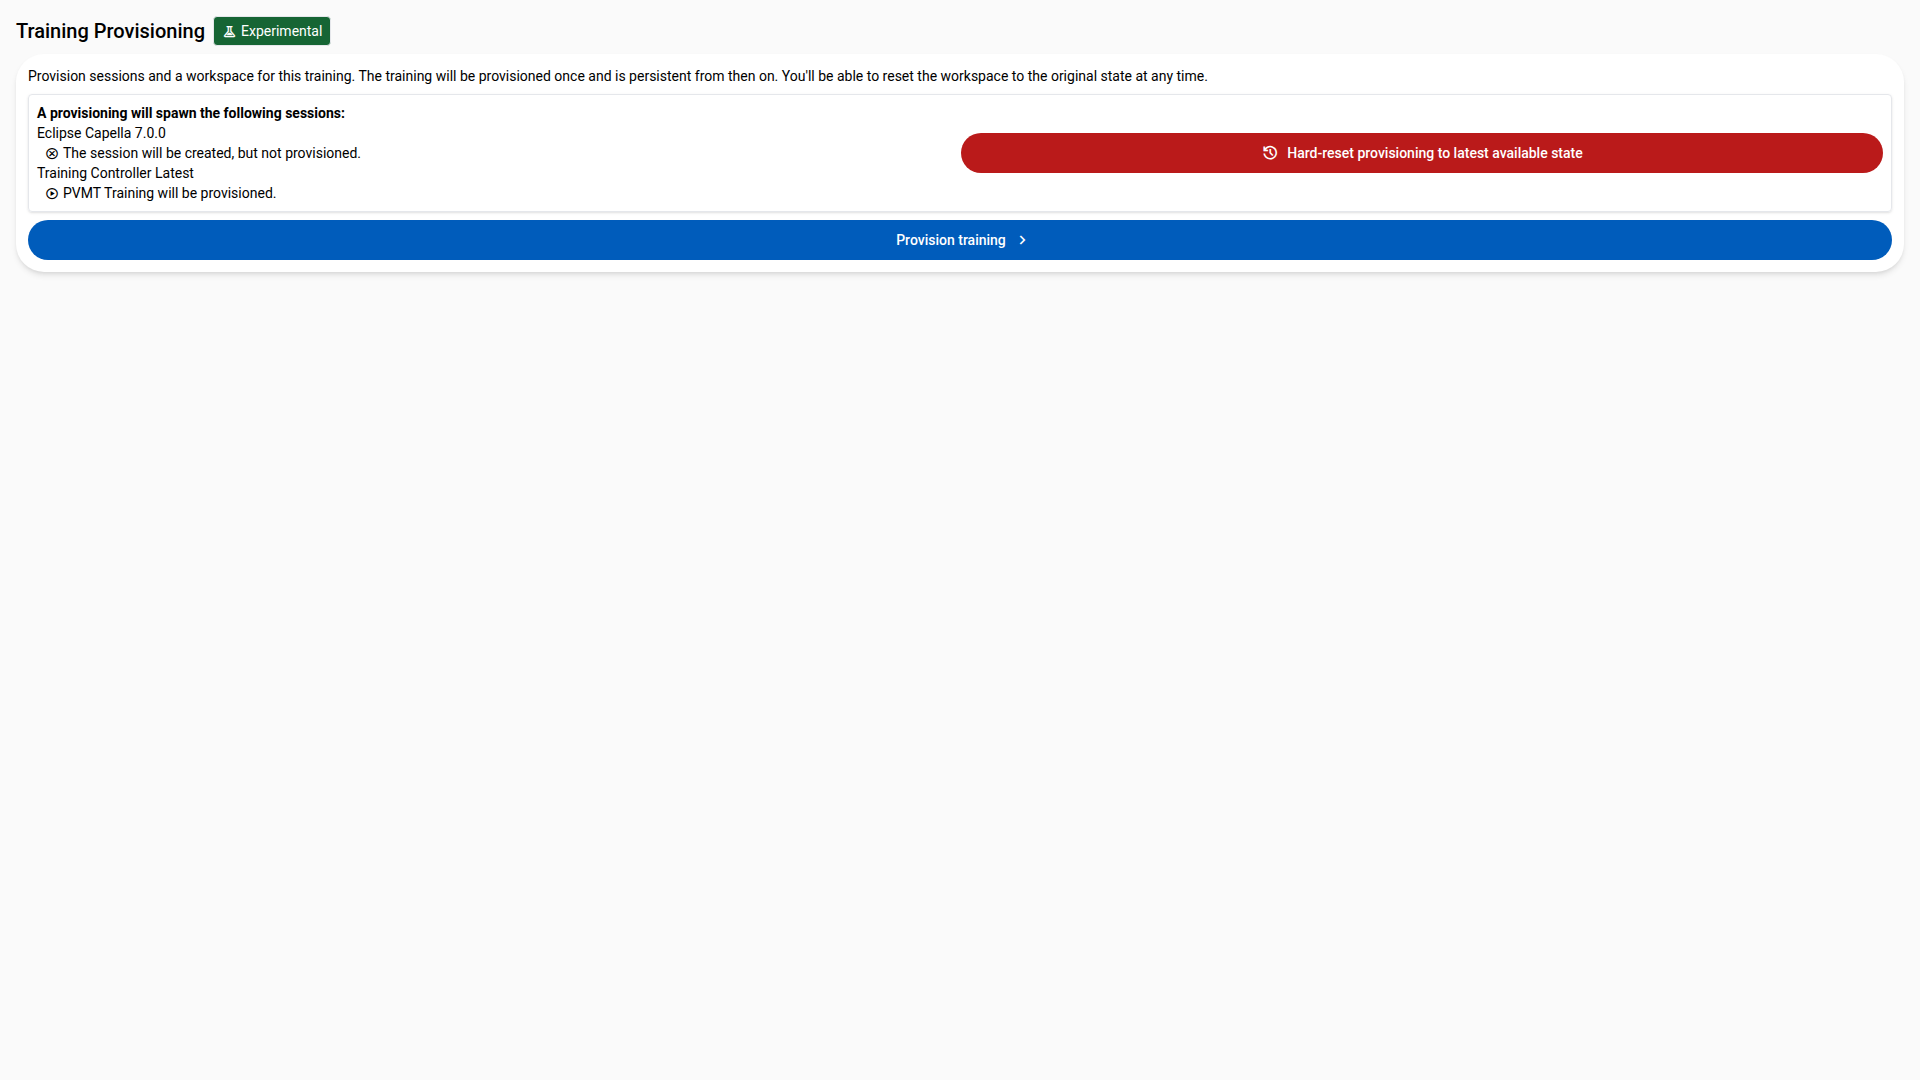 Training Provisioning
Experimental
Provision sessions and a workspace for this training. The training will be provisioned once and is persistent from then on. You'll be able to reset the workspace to the original state at any time.
A provisioning will spawn the following sessions:
Eclipse Capella 7.0.0
The session will be created, but not provisioned.
Training Controller Latest
PVMT Training will be provisioned.
Hard-reset provisioning to latest available state
Provision training